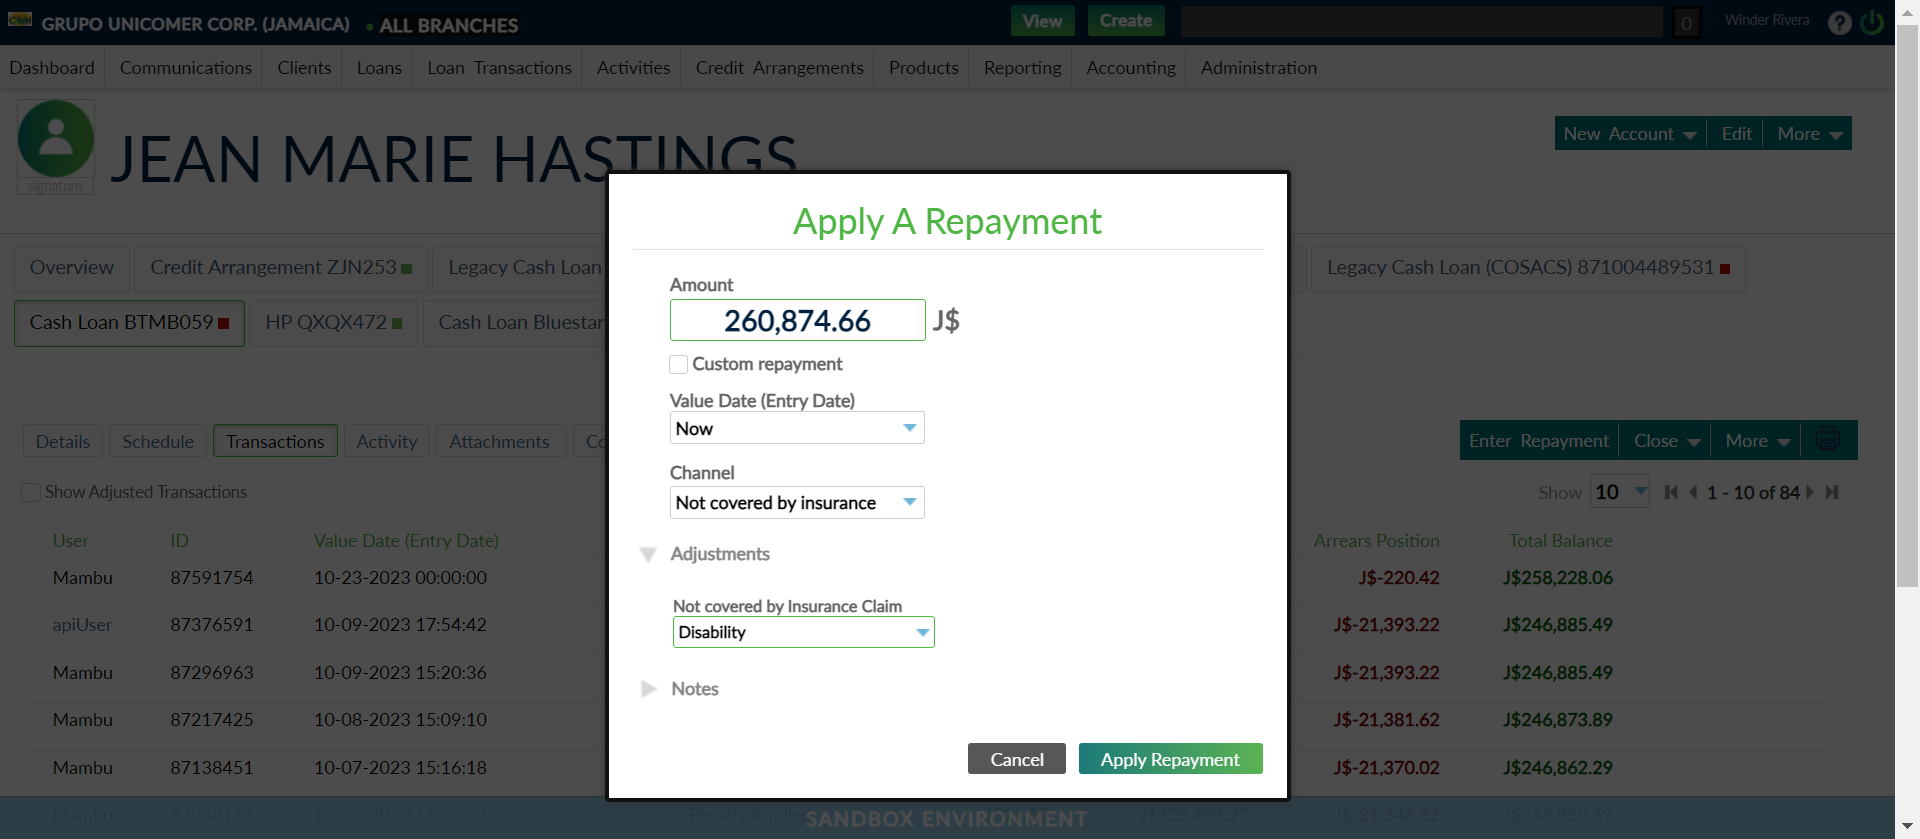 GRUPO UNICOMER CORP. (JAMAICA) • ALL BRANCHES View Create 0 Winder Rivera ?
Dashboard Communications Clients Loans Loan Transactions Activities Credit Arrangements Products Reporting Accounting Administration
signature
JEAN MARIE HASTINGS
New Account Edit More
Overview Credit Arrangement ZJN253 Legacy Cash Loan Legacy Cash Loan (COSACS) 871004489531
Cash Loan BTMB059 HP QXQX472 Cash Loan Bluestar
Details Schedule Transactions Activity Attachments Co
Enter Repayment Close More
Show Adjusted Transactions
Show 10 1 - 10 of 84
User ID Value Date (Entry Date) Arrears Position Total Balance
Mambu 87591754 10-23-2023 00:00:00 J$-220.42 J$258,228.06
apiUser 87376591 10-09-2023 17:54:42 J$-21,393.22 J$246,885.49
Mambu 87296963 10-09-2023 15:20:36 J$-21,393.22 J$246,885.49
Mambu 87217425 10-08-2023 15:09:10 J$-21,381.62 J$246,873.89
Mambu 87138451 10-07-2023 15:16:18 J$-21,370.02 J$246,862.29
Mambu 87058169 10-06-2023 15:06:57 Penalty Applie J$225,492.27 J$-21,346.82 J$246,850.69
SANDBOX ENVIRONMENT
Apply A Repayment
Amount
260,874.66 J$
Custom repayment
Value Date (Entry Date)
Now
Channel
Not covered by insurance
Adjustments
Not covered by Insurance Claim
Disability
Notes
Cancel Apply Repayment